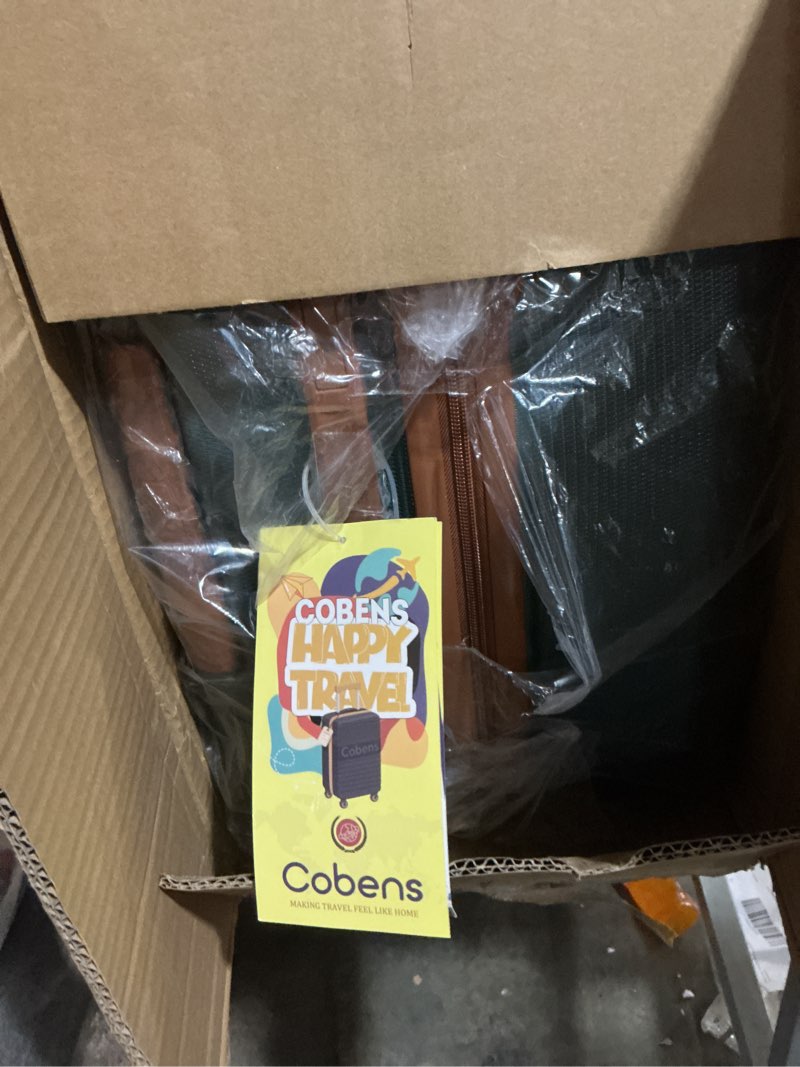 COBENS
HAPPY
TRAVEL
Cobens
Cobens
MAKING TRAVEL FEEL LIKE HOME